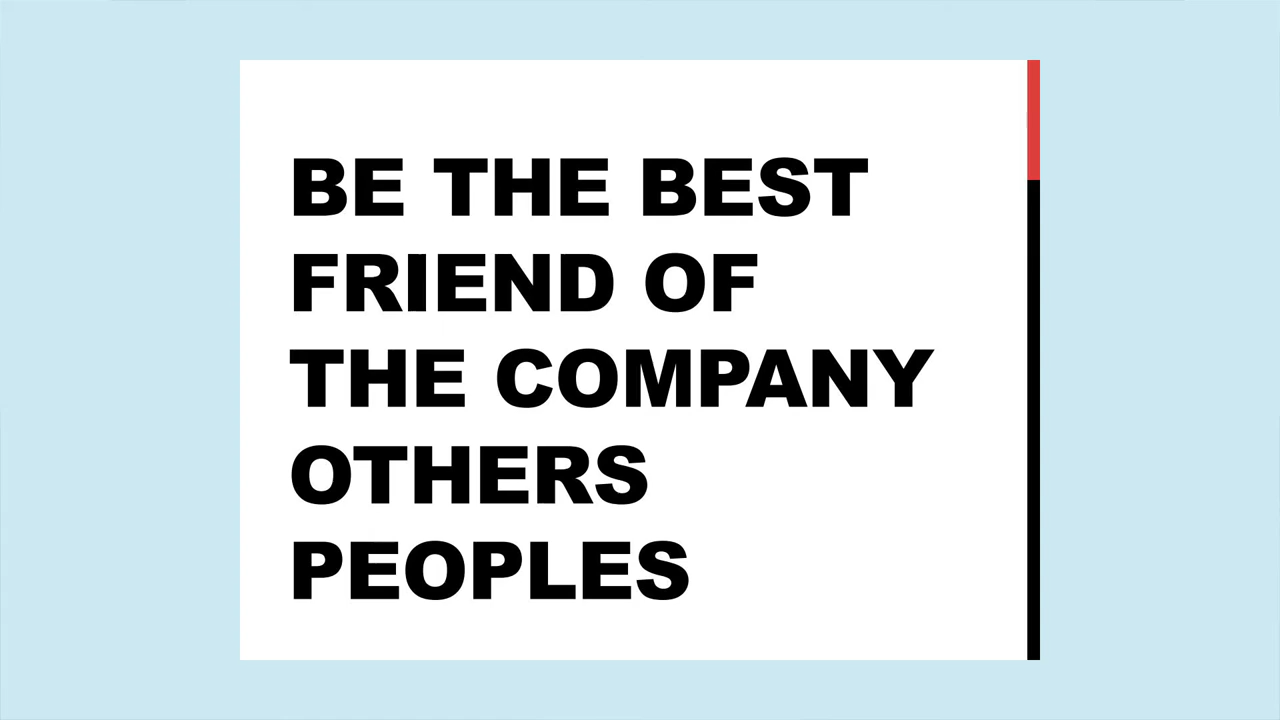 BE THE BEST
FRIEND OF
THE COMPANY
OTHERS
PEOPLES